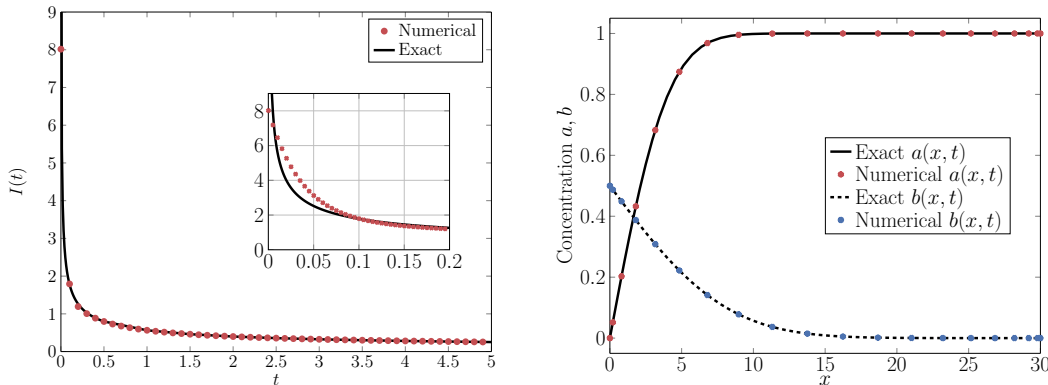 9
8
7
6
5
4
3
2
1
0
I(t)
0 0.5 1 1.5 2 2.5 3 3.5 4 4.5 5
t
Numerical
Exact
8
6
4
2
0
0 0.05 0.1 0.15 0.2
1
0.8
0.6
0.4
0.2
0
Concentration a, b
0 5 10 15 20 25 30
x
Exact a(x, t)
Numerical a(x, t)
Exact b(x, t)
Numerical b(x, t)